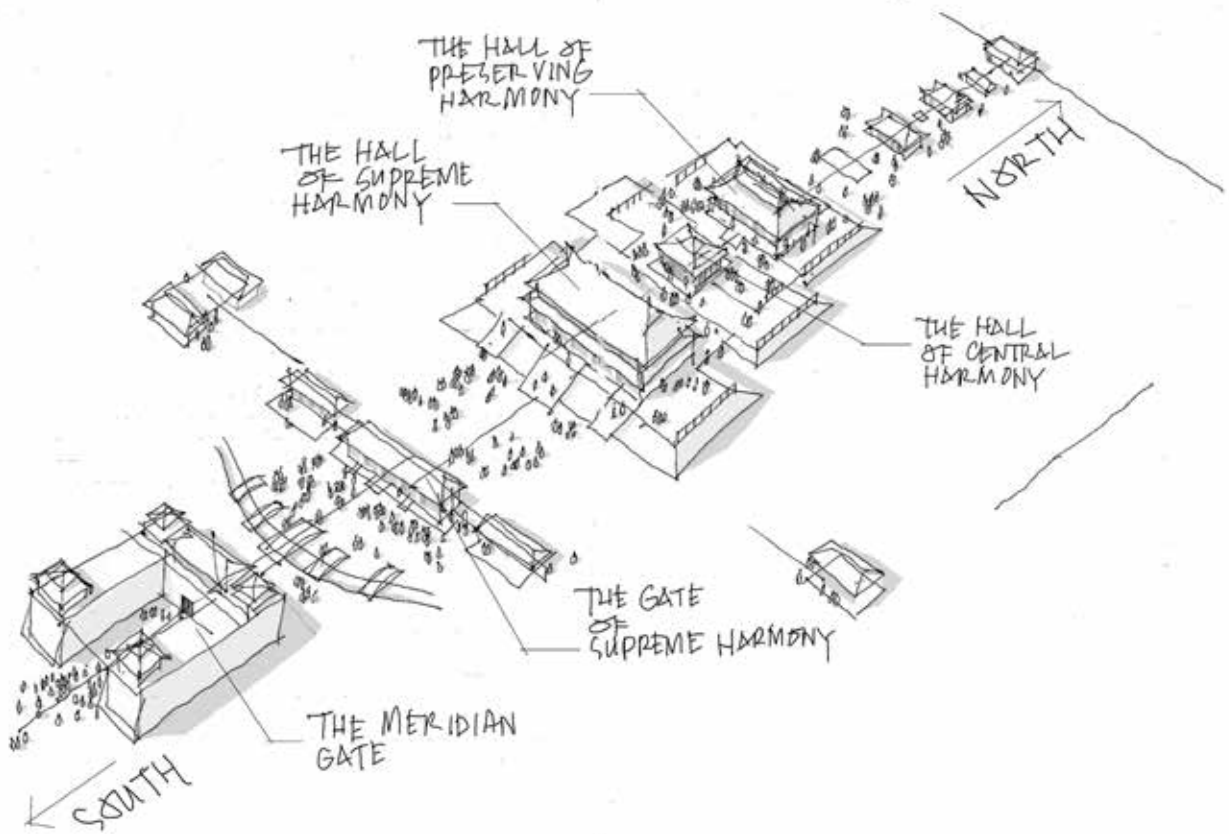 THE HALL OF
PRESERVING
HARMONY
THE HALL
OF SUPREME
HARMONY
NORTH
THE HALL
OF CENTRAL
HARMONY
THE GATE
OF
SUPREME HARMONY
THE MERIDIAN
GATE
SOUTH